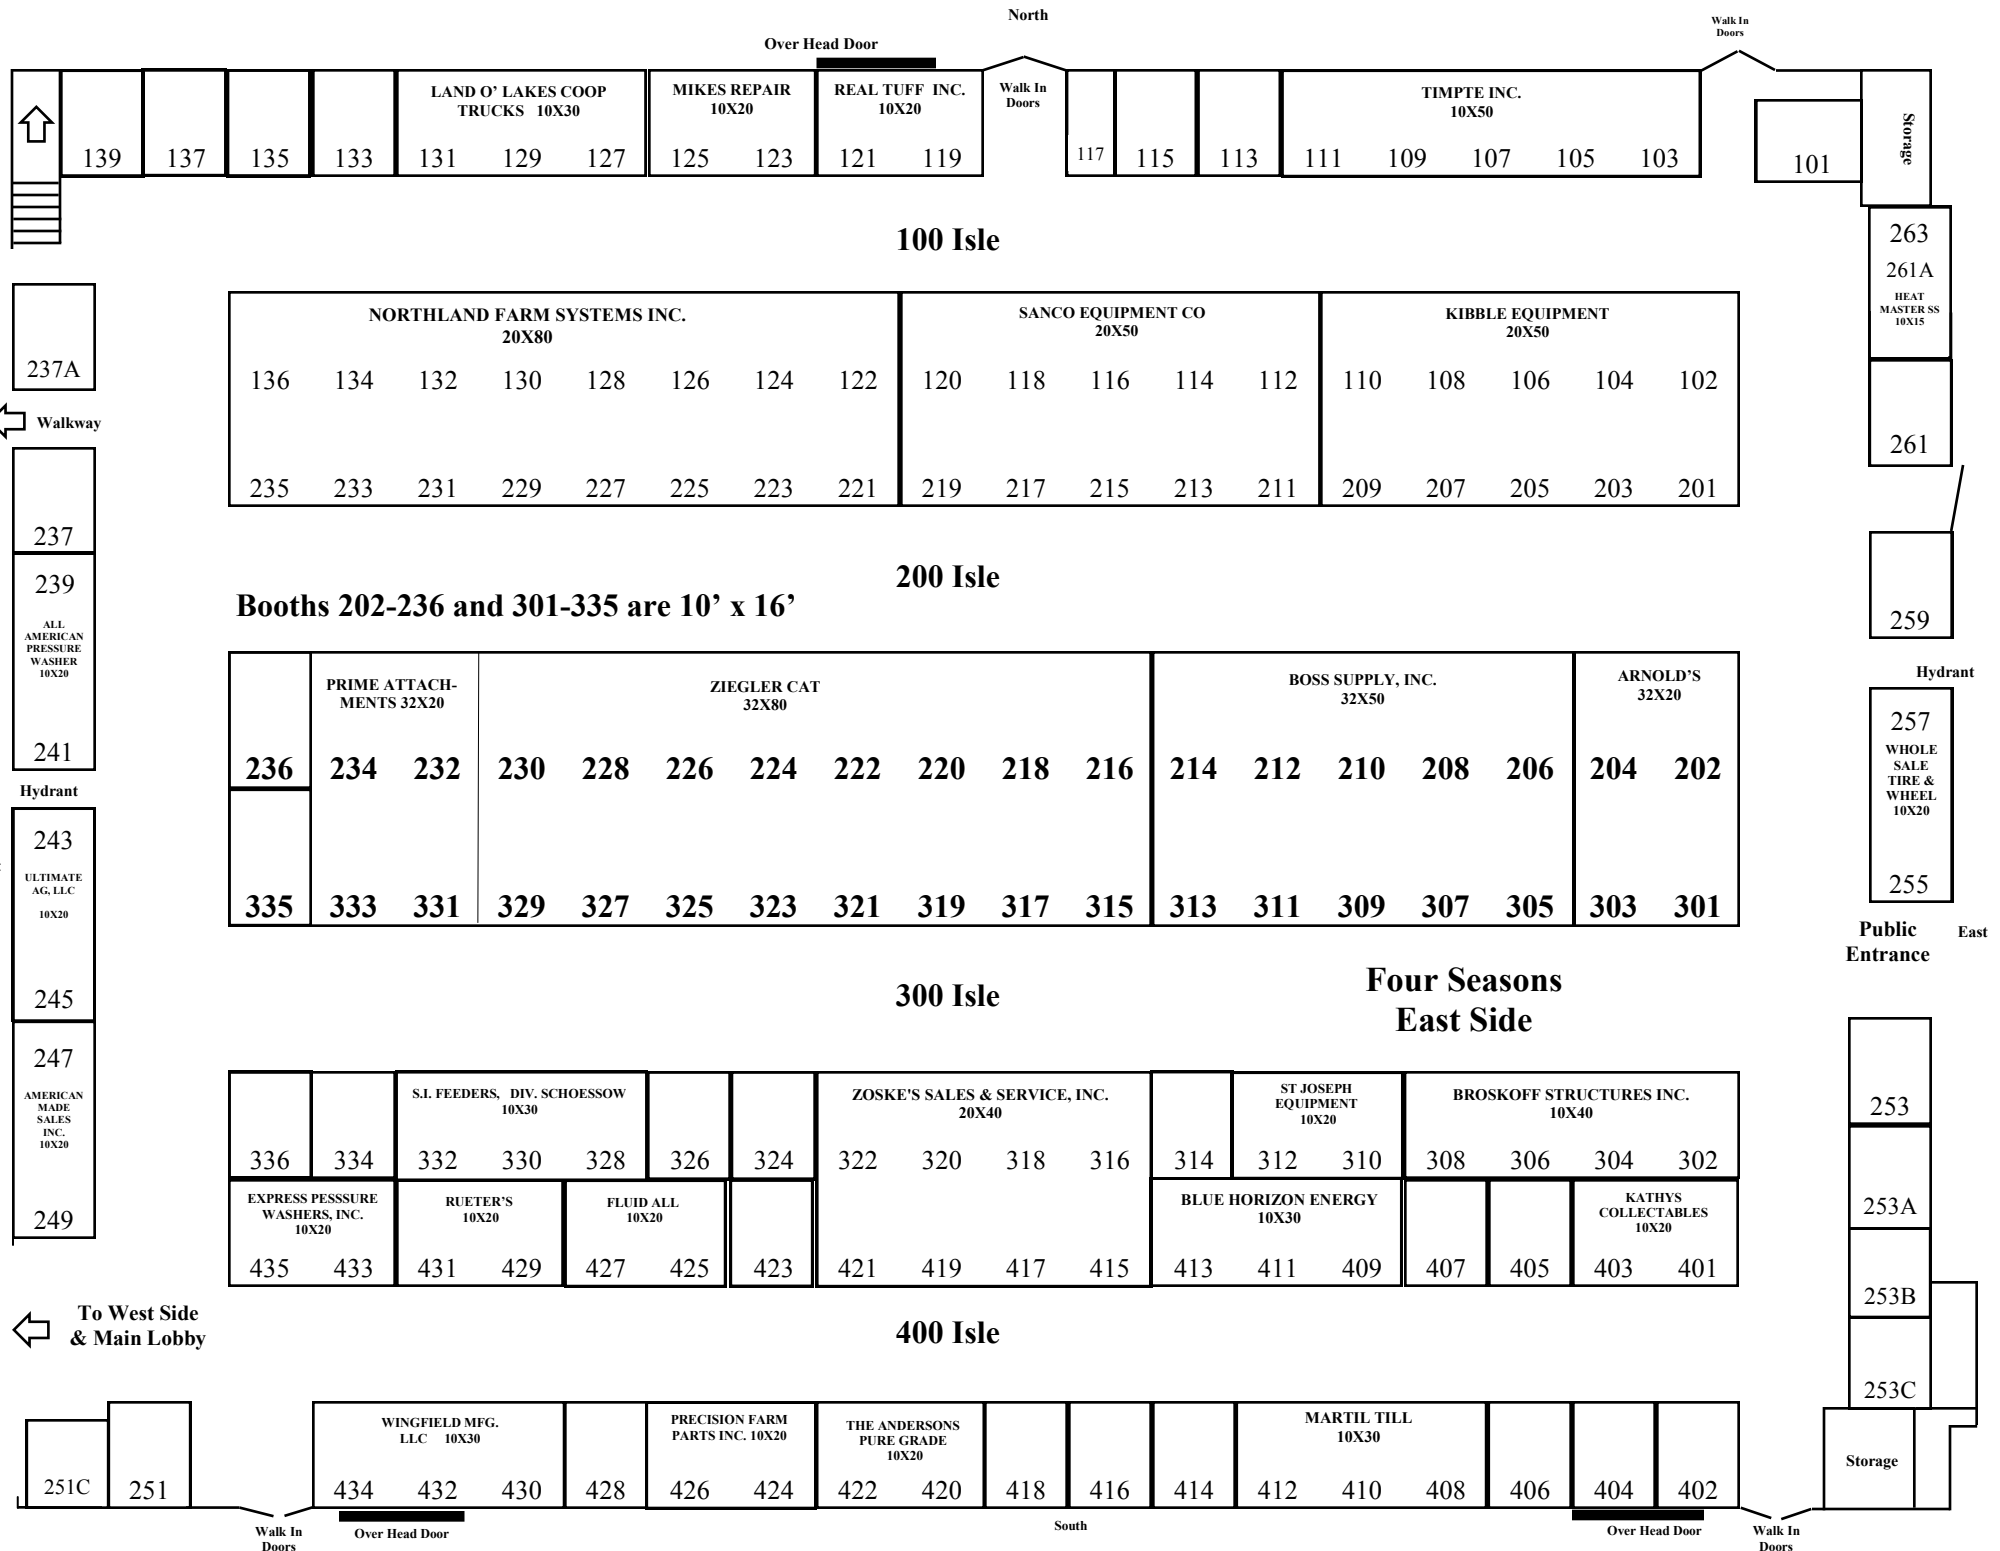 North
Walk In
Doors
Over Head Door
LAND O’ LAKES COOP
TRUCKS 10X30
MIKES REPAIR
10X20
REAL TUFF INC.
10X20
Walk In
Doors
TIMPTE INC.
10X50
Storage
139 137 135 133 131 129 127 125 123 121 119 117 115 113 111 109 107 105 103 101
100 Isle
263
261A
HEAT
MASTER SS
10X15
261
237A
Walkway
NORTHLAND FARM SYSTEMS INC.
20X80
SANCO EQUIPMENT CO
20X50
KIBBLE EQUIPMENT
20X50
136 134 132 130 128 126 124 122 120 118 116 114 112 110 108 106 104 102
235 233 231 229 227 225 223 221 219 217 215 213 211 209 207 205 203 201
237
239
ALL
AMERICAN
PRESSURE
WASHER
10X20
241
Hydrant
200 Isle
Booths 202-236 and 301-335 are 10’ x 16’
259
Hydrant
PRIME ATTACH-
MENTS 32X20
ZIEGLER CAT
32X80
BOSS SUPPLY, INC.
32X50
ARNOLD’S
32X20
236 234 232 230 228 226 224 222 220 218 216 214 212 210 208 206 204 202
335 333 331 329 327 325 323 321 319 317 315 313 311 309 307 305 303 301
257
WHOLE
SALE
TIRE &
WHEEL
10X20
255
Public
Entrance
East
243
ULTIMATE
AG, LLC
10X20
245
247
AMERICAN
MADE
SALES
INC.
10X20
249
300 Isle
Four Seasons
East Side
S.I. FEEDERS, DIV. SCHOESSOW
10X30
ZOSKE'S SALES & SERVICE, INC.
20X40
ST JOSEPH
EQUIPMENT
10X20
BROSKOFF STRUCTURES INC.
10X40
336 334 332 330 328 326 324 322 320 318 316 314 312 310 308 306 304 302
EXPRESS PESSSURE
WASHERS, INC.
10X20
RUETER’S
10X20
FLUID ALL
10X20
BLUE HORIZON ENERGY
10X30
KATHYS
COLLECTABLES
10X20
435 433 431 429 427 425 423 421 419 417 415 413 411 409 407 405 403 401
253
253A
253B
253C
To West Side
& Main Lobby
400 Isle
WINGFIELD MFG.
LLC 10X30
PRECISION FARM
PARTS INC. 10X20
THE ANDERSONS
PURE GRADE
10X20
MARTIL TILL
10X30
Storage
251C 251 434 432 430 428 426 424 422 420 418 416 414 412 410 408 406 404 402
Walk In
Doors
Over Head Door
South
Over Head Door
Walk In
Doors